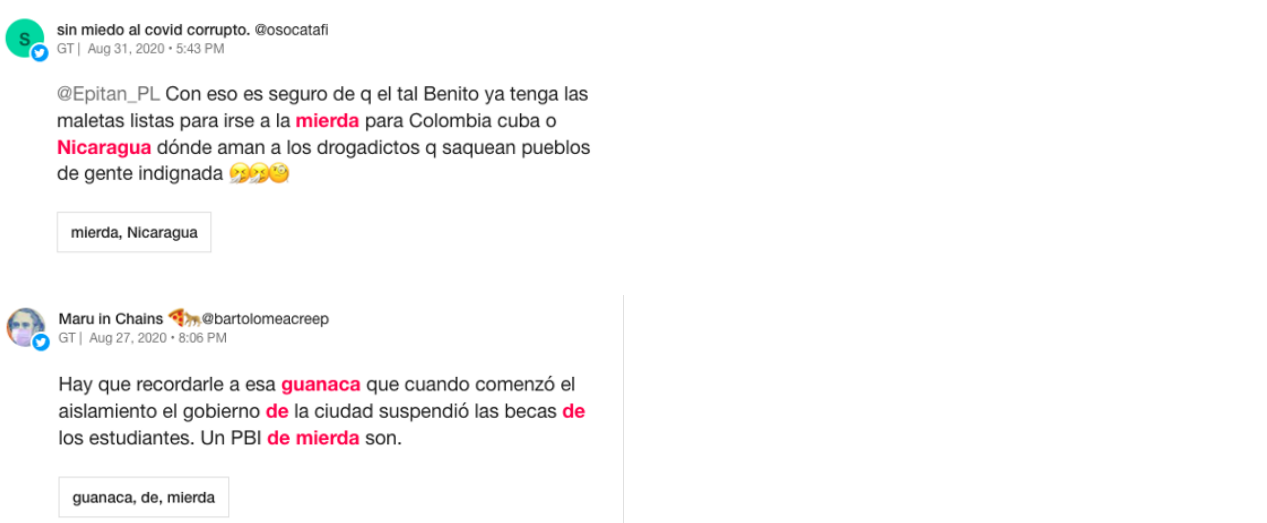 S
sin miedo al covid corrupto. @osocatafi
GT | Aug 31, 2020 • 5:43 PM
@Epitan_PL Con eso es seguro de q el tal Benito ya tenga las
maletas listas para irse a la mierda para Colombia cuba o
Nicaragua dónde aman a los drogadictos q saquean pueblos
de gente indignada 🤧🤧🧐
mierda, Nicaragua
Maru in Chains 🍕🐆@bartolomeacreep
GT | Aug 27, 2020 • 8:06 PM
Hay que recordarle a esa guanaca que cuando comenzó el
aislamiento el gobierno de la ciudad suspendió las becas de
los estudiantes. Un PBI de mierda son.
guanaca, de, mierda